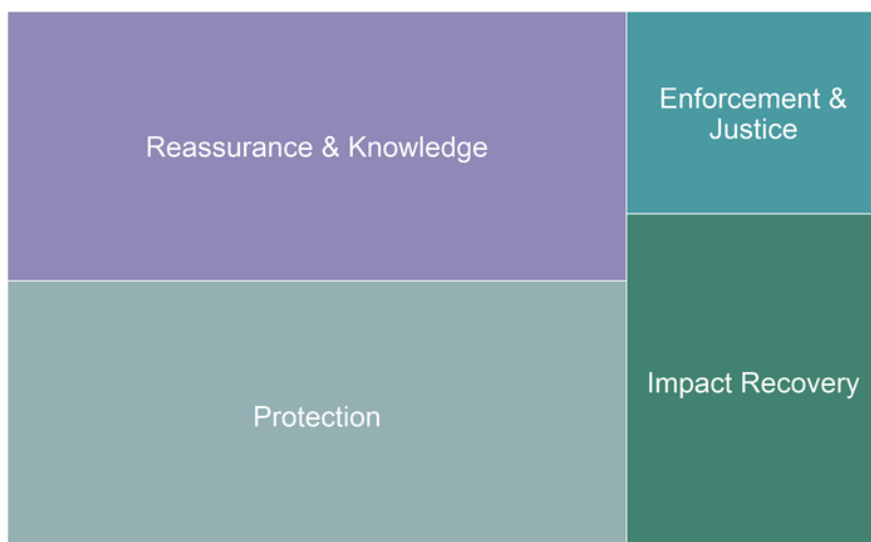 Reassurance & Knowledge
Enforcement &
Justice
Protection
Impact Recovery